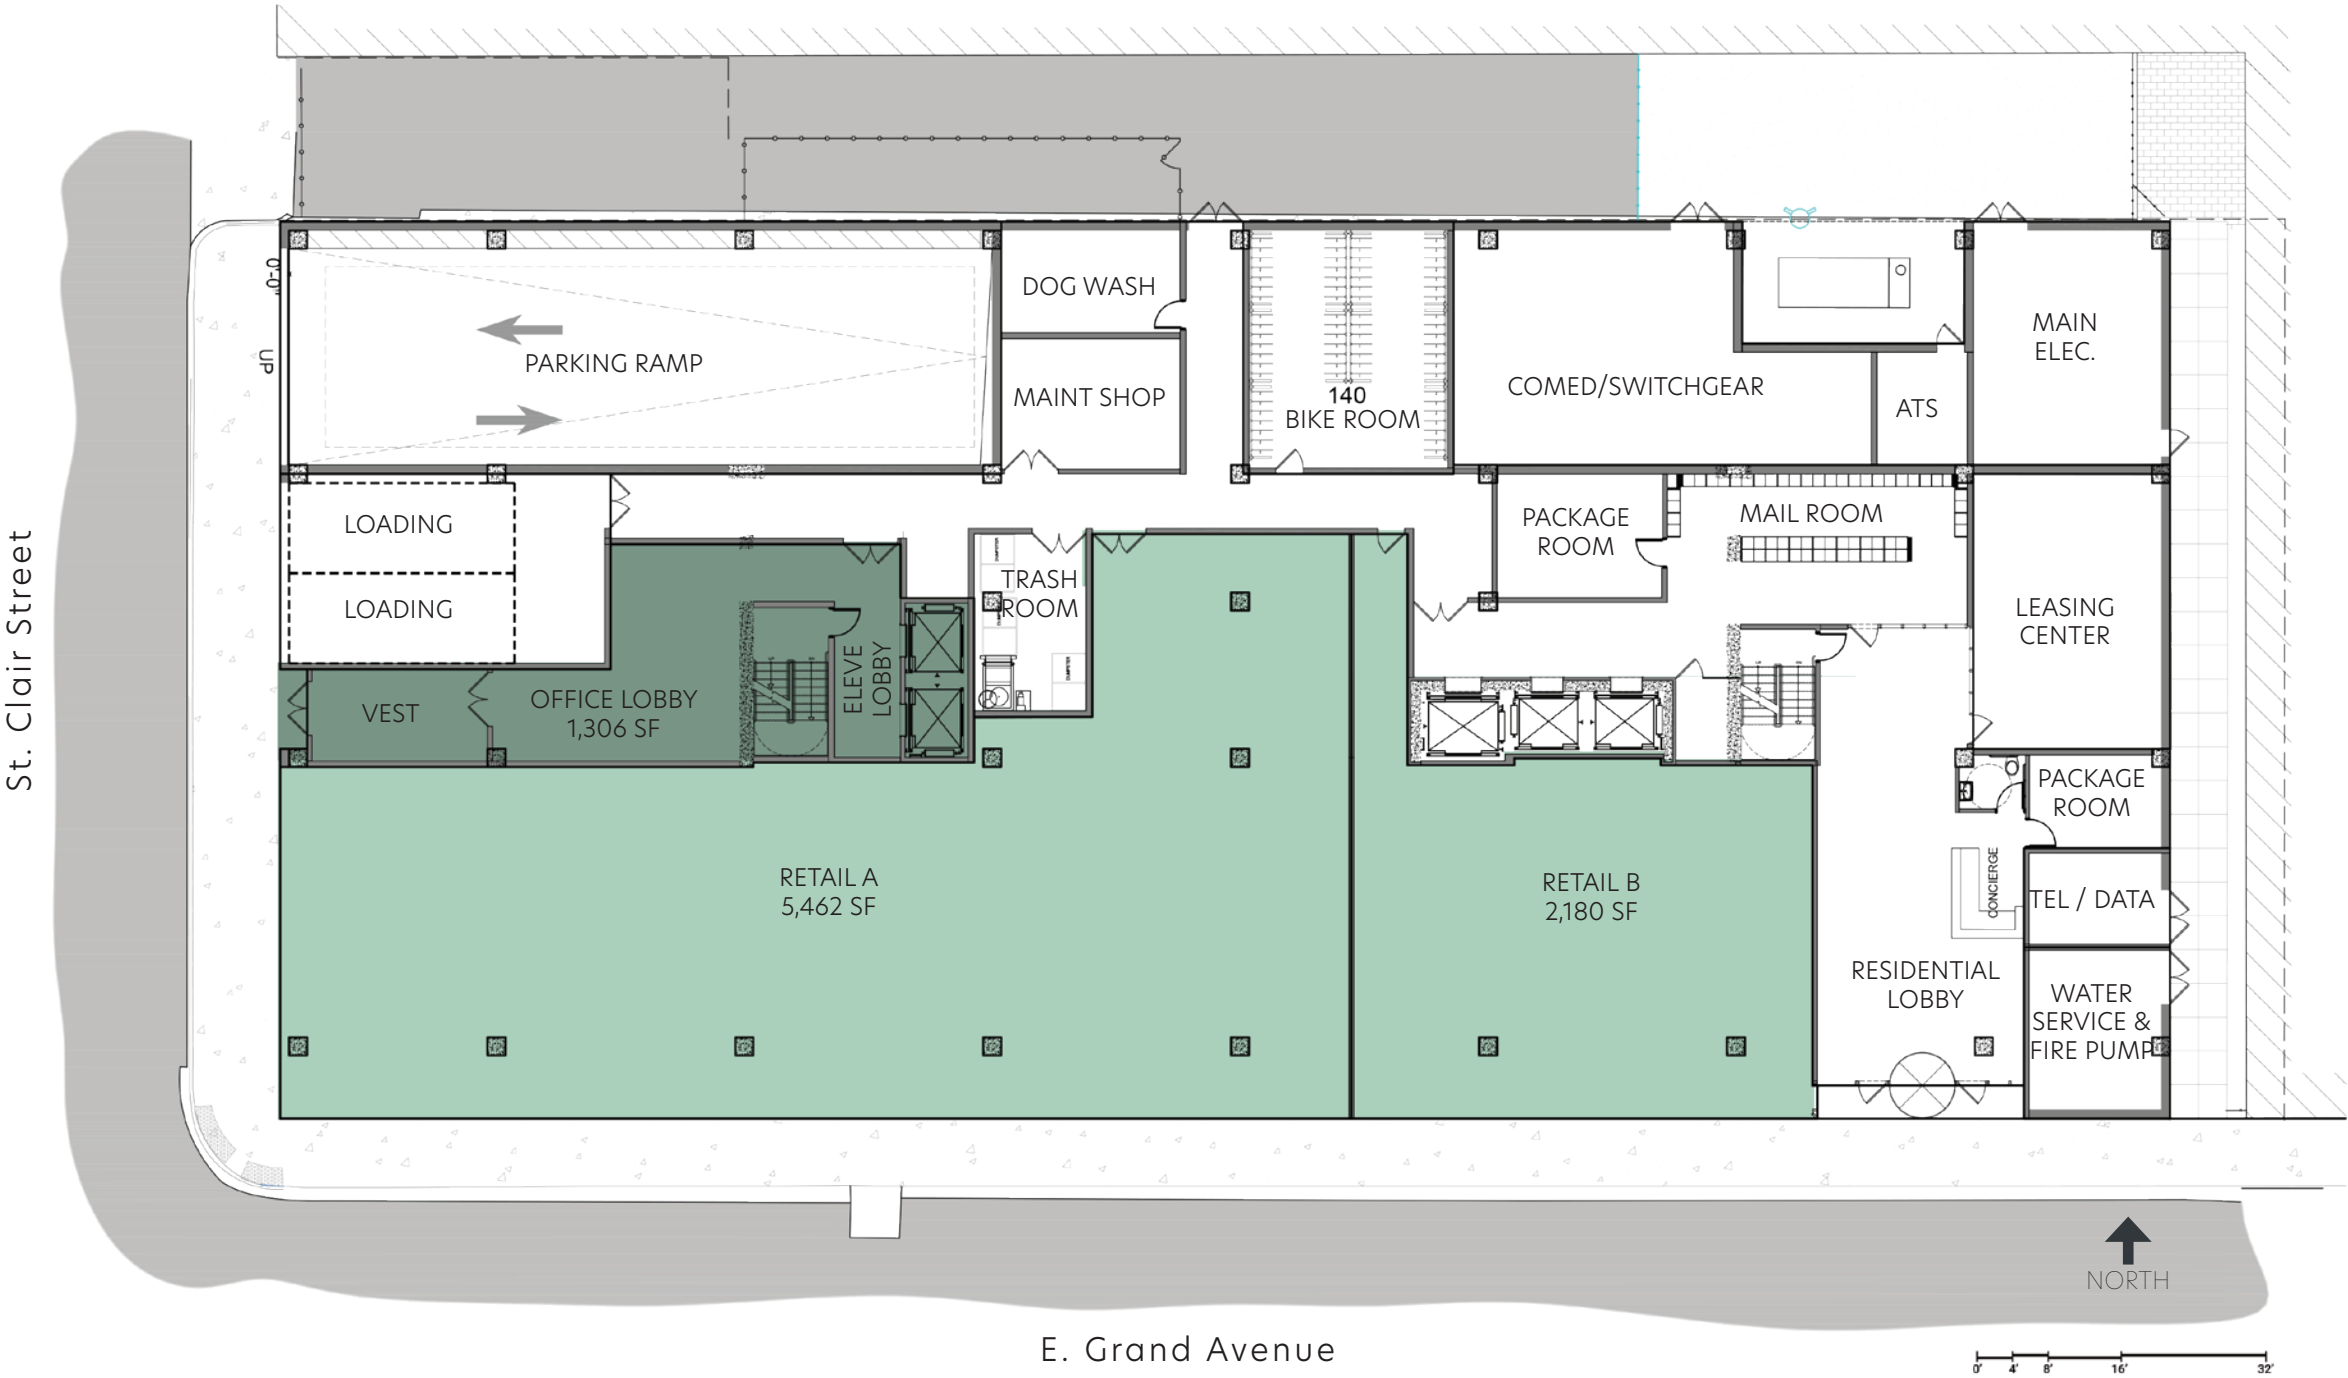 DOG WASH
0'-0"
MAIN
ELEC.
UP
PARKING RAMP
COMED/SWITCHGEAR
140
BIKE ROOM
MAINT SHOP
ATS
LOADING
PACKAGE
ROOM
MAIL ROOM
St. Clair Street
DUMPSTER
TRASH
ROOM
LOADING
LEASING
CENTER
ELEVE
LOBBY
DUMPSTER
OFFICE LOBBY
1,306 SF
VEST
PACKAGE
ROOM
RETAIL A
5,462 SF
RETAIL B
2,180 SF
CONCIERGE
TEL / DATA
RESIDENTIAL
LOBBY
WATER
SERVICE &
FIRE PUMP
NORTH
E. Grand Avenue
0' 4' 8' 16' 32'